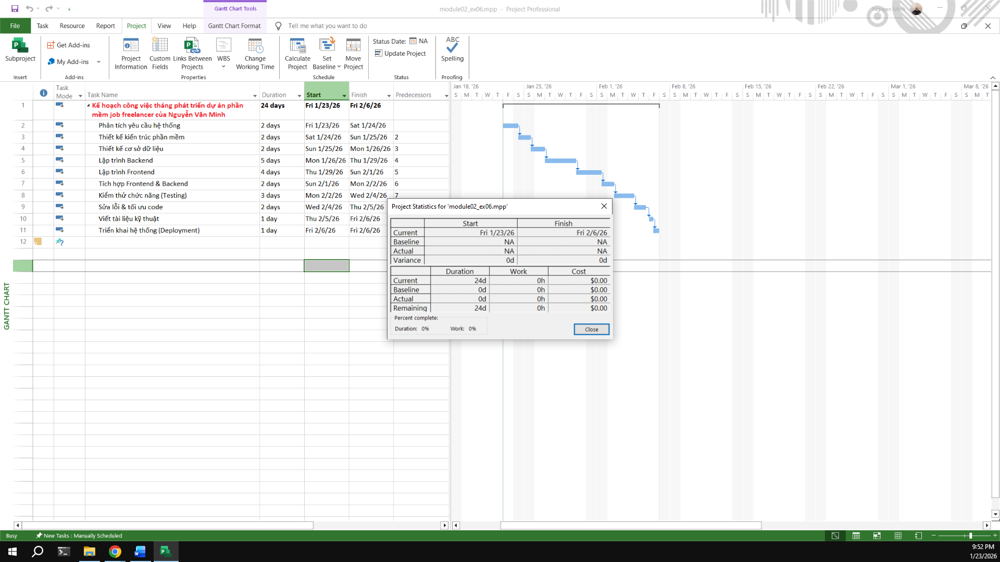 Gantt Chart Tools
module02_ex06.mpp - Project Professional
Nguyen Minh
File Task Resource Report Project View Help Gantt Chart Format Tell me what you want to do
Subproject
Insert
Get Add-ins
My Add-ins
Add-ins
Project Information
Custom Fields
Links Between Projects
WBS
Change Working Time
Properties
Calculate Project
Set Baseline
Move Project
Schedule
Status Date: NA
Update Project
Status
ABC
Spelling
Proofing
Task Mode Task Name Duration Start Finish Predecessors
Jan 18, '26 Jan 25, '26 Feb 1, '26 Feb 8, '26 Feb 15, '26 Feb 22, '26 Mar 1, '26 Mar 8, '26
S M T W T F S S M T W T F S S M T W T F S S M T W T F S S M T W T F S S M T W T F S S M T W T F S S M T
1 Kế hoạch công việc tháng phát triển dự án phần 24 days Fri 1/23/26 Fri 2/6/26
mềm job freelancer của Nguyễn Văn Minh
2 Phân tích yêu cầu hệ thống 2 days Fri 1/23/26 Sat 1/24/26
3 Thiết kế kiến trúc phần mềm 2 days Sat 1/24/26 Sun 1/25/26 2
4 Thiết kế cơ sở dữ liệu 2 days Sun 1/25/26 Mon 1/26/26 3
5 Lập trình Backend 5 days Mon 1/26/26 Thu 1/29/26 4
6 Lập trình Frontend 4 days Thu 1/29/26 Sun 2/1/26 5
7 Tích hợp Frontend & Backend 2 days Sun 2/1/26 Mon 2/2/26 6
8 Kiểm thử chức năng (Testing) 3 days Mon 2/2/26 Wed 2/4/26 7
9 Sửa lỗi & tối ưu code 2 days Wed 2/4/26 Thu 2/5/26
10 Viết tài liệu kỹ thuật 1 day Thu 2/5/26 Fri 2/6/26
11 Triển khai hệ thống (Deployment) 1 day Fri 2/6/26 Fri 2/6/26
12
GANTT CHART
Project Statistics for 'module02_ex06.mpp'
Start Finish
Current Fri 1/23/26 Fri 2/6/26
Baseline NA NA
Actual NA NA
Variance 0d 0d
Duration Work Cost
Current 24d 0h $0.00
Baseline 0d 0h $0.00
Actual 0d 0h $0.00
Remaining 24d 0h $0.00
Percent complete:
Duration: 0% Work: 0%
Close
Busy New Tasks : Manually Scheduled
9:52 PM
1/23/2026